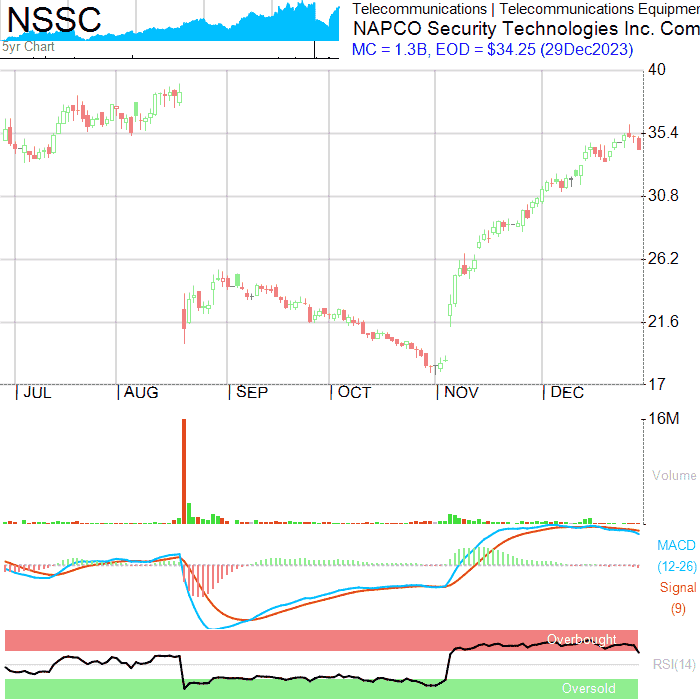 NSSC
5yr Chart
Telecommunications | Telecommunications Equipmen
NAPCO Security Technologies Inc. Com
MC = 1.3B, EOD = $34.25 (29Dec2023)
40
35.4
30.8
26.2
21.6
17
JUL AUG SEP OCT NOV DEC
16M
Volume
MACD
(12-26)
Signal
(9)
Overbought
RSI(14)
Oversold